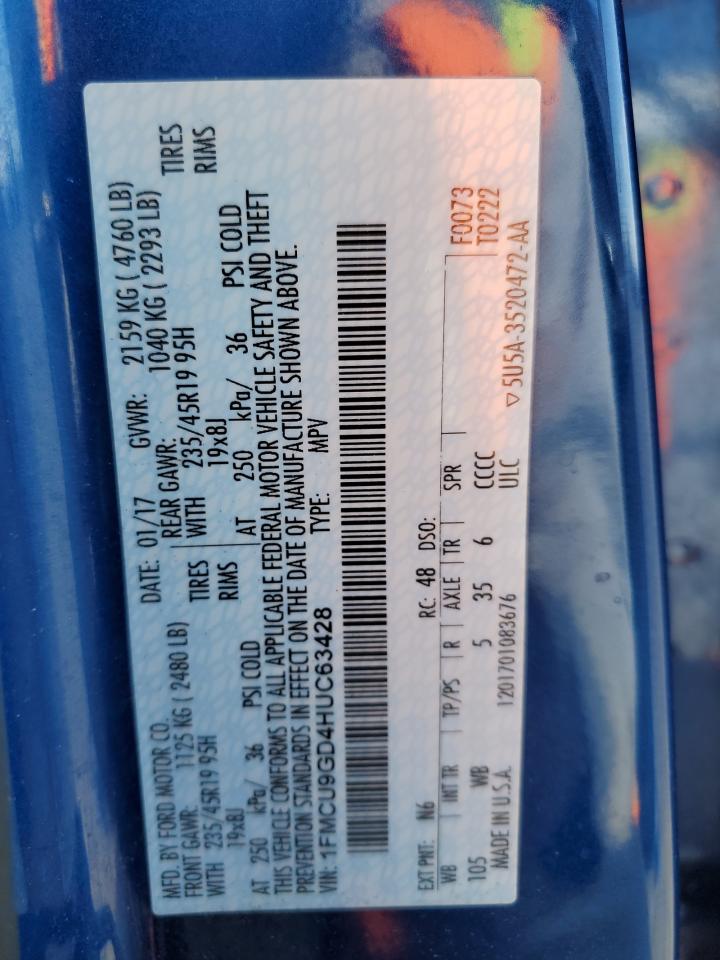 MFD. BY FORD MOTOR CO.
DATE: 01/17 GVWR: 2159 KG ( 4760 LB)
FRONT GAWR: 1125 KG ( 2480 LB) REAR GAWR: 1040 KG ( 2293 LB)
WITH 235/45R19 95H TIRES WITH 235/45R19 95H TIRES
19x8J RIMS 19x8J RIMS
AT 250 kPa/ 36 PSI COLD AT 250 kPa/ 36 PSI COLD
THIS VEHICLE CONFORMS TO ALL APPLICABLE FEDERAL MOTOR VEHICLE SAFETY AND THEFT
PREVENTION STANDARDS IN EFFECT ON THE DATE OF MANUFACTURE SHOWN ABOVE.
VIN: 1FMCU9GD4HUC63428 TYPE: MPV
EXT PNT: N6 RC: 48 DSO: F0073
WB INT TR TP/PS R AXLE TR SPR T0222
105 WB 5 35 6 CCCC
MADE IN U.S.A. 1201701083676 ULC ▽5U5A-3520472-AA